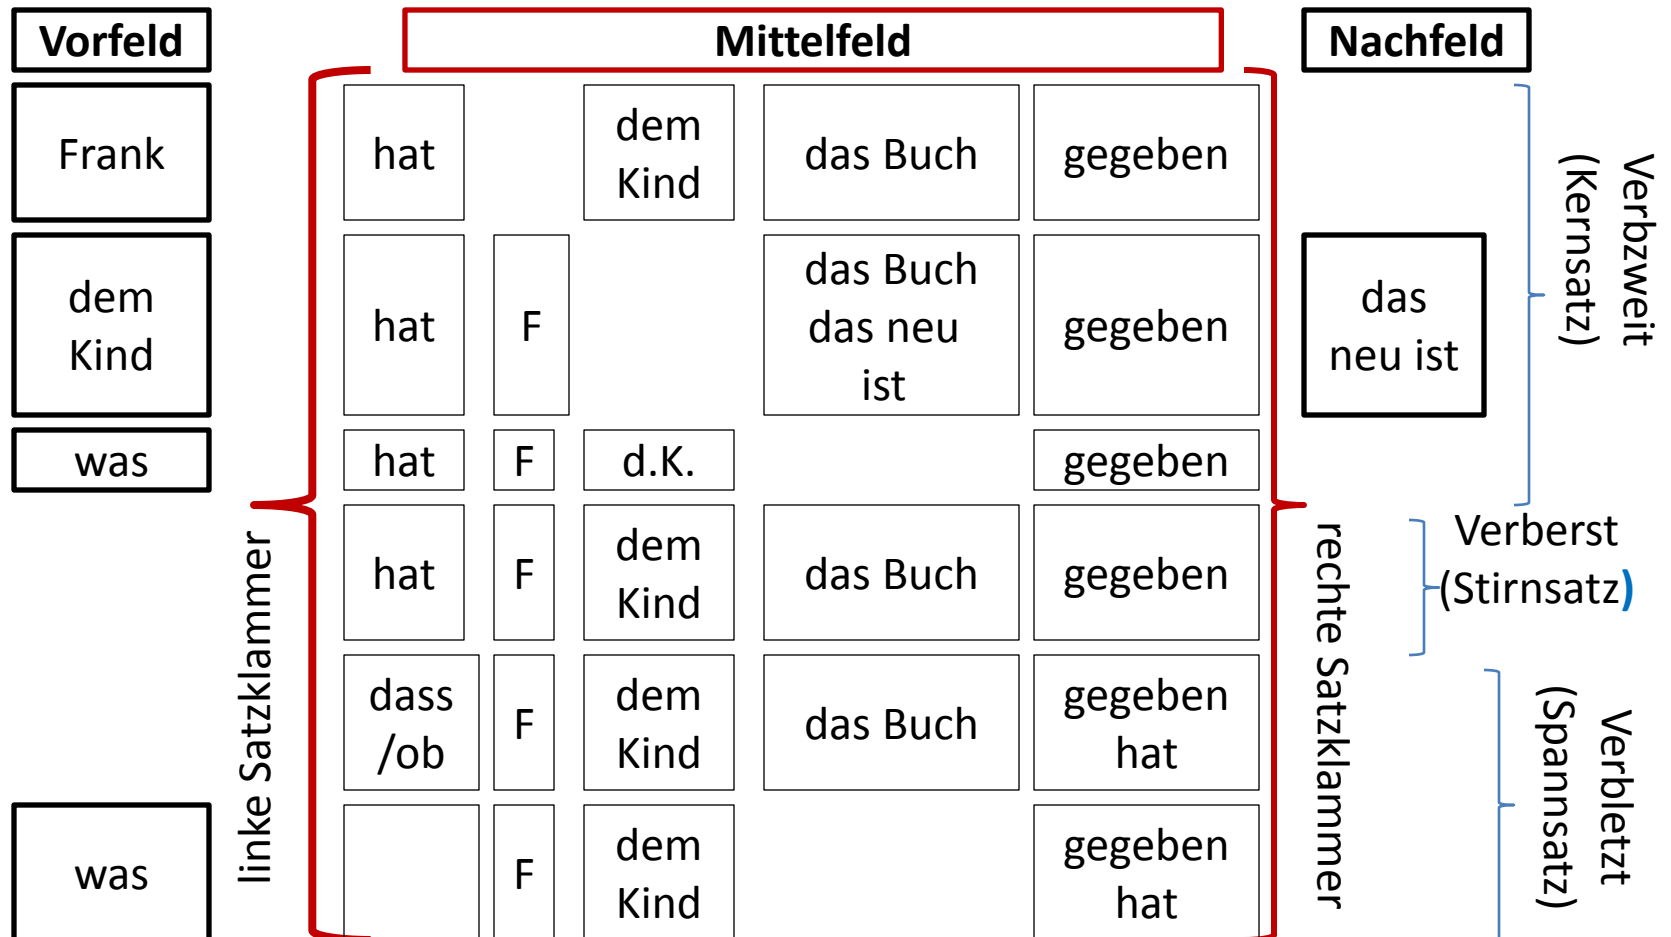 Vorfeld
Mittelfeld
Nachfeld
Frank
hat
dem
Kind
das Buch
gegeben
dem
Kind
hat
F
das Buch
das neu
ist
gegeben
das
neu ist
Verbzweit
(Kernsatz)
was
hat
F
d.K.
gegeben
hat
F
dem
Kind
das Buch
gegeben
Verberst
(Stirnsatz)
linke Satzklammer
rechte Satzklammer
dass
/ob
F
dem
Kind
das Buch
gegeben
hat
Verbletzt
(Spannsatz)
was
F
dem
Kind
gegeben
hat